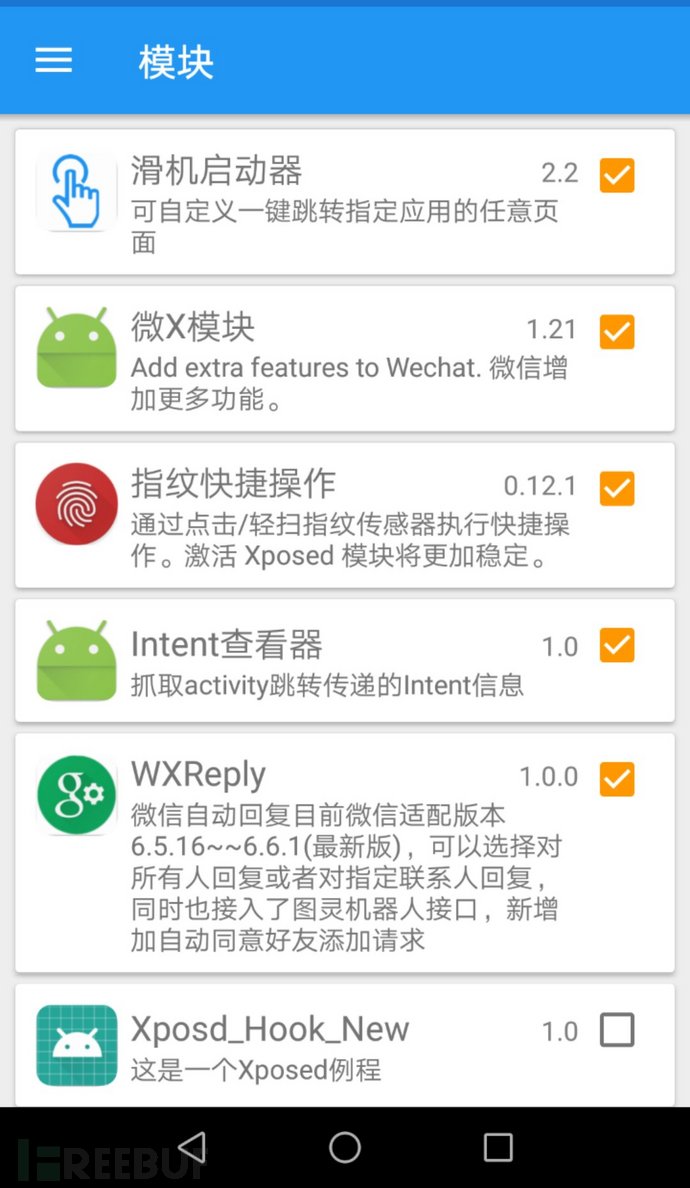 模块
滑机启动器 2.2
可自定义一键跳转指定应用的任意页
面
微X模块 1.21
Add extra features to Wechat. 微信增
加更多功能。
指纹快捷操作 0.12.1
通过点击/轻扫指纹传感器执行快捷操
作。激活 Xposed 模块将更加稳定。
Intent查看器 1.0
抓取activity跳转传递的Intent信息
WXReply 1.0.0
微信自动回复目前微信适配版本
6.5.16~~6.6.1(最新版)，可以选择对
所有人回复或者对指定联系人回复，
同时也接入了图灵机器人接口，新增
加自动同意好友添加请求
Xposd_Hook_New 1.0
这是一个Xposed例程
FREEBUF